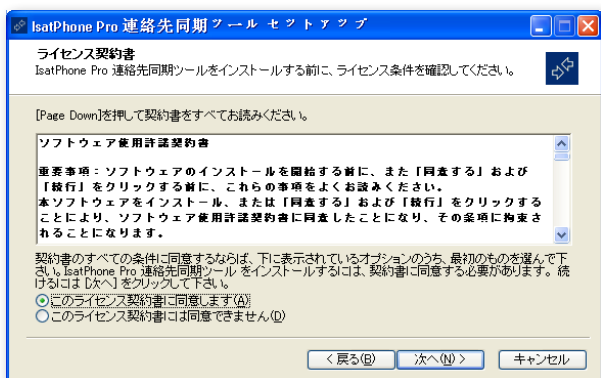 IsatPhone Pro 連絡先同期ツール セットアップ
ライセンス契約書
IsatPhone Pro 連絡先同期ツールをインストールする前に、ライセンス条件を確認してください。
[Page Down]を押して契約書をすべてお読みください。
ソフトウェア使用許諾契約書
重要事項：ソフトウェアのインストールを開始する前に、また「同意する」および
「続行」をクリックする前に、これらの事項をよくお読みください。
本ソフトウェアをインストール、または「同意する」および「続行」をクリックする
ことにより、ソフトウェア使用許諾契約書に同意したことになり、その条項に拘束さ
れることになります。
契約書のすべての条件に同意するならば、下に表示されているオプションのうち、最初のものを選んで下
さい。IsatPhone Pro 連絡先同期ツール をインストールするには、契約書に同意する必要があります。 続
けるには [次へ] をクリックして下さい。
このライセンス契約書に同意します(A)
このライセンス契約書には同意できません(D)
< 戻る(B) 次へ(N) > キャンセル